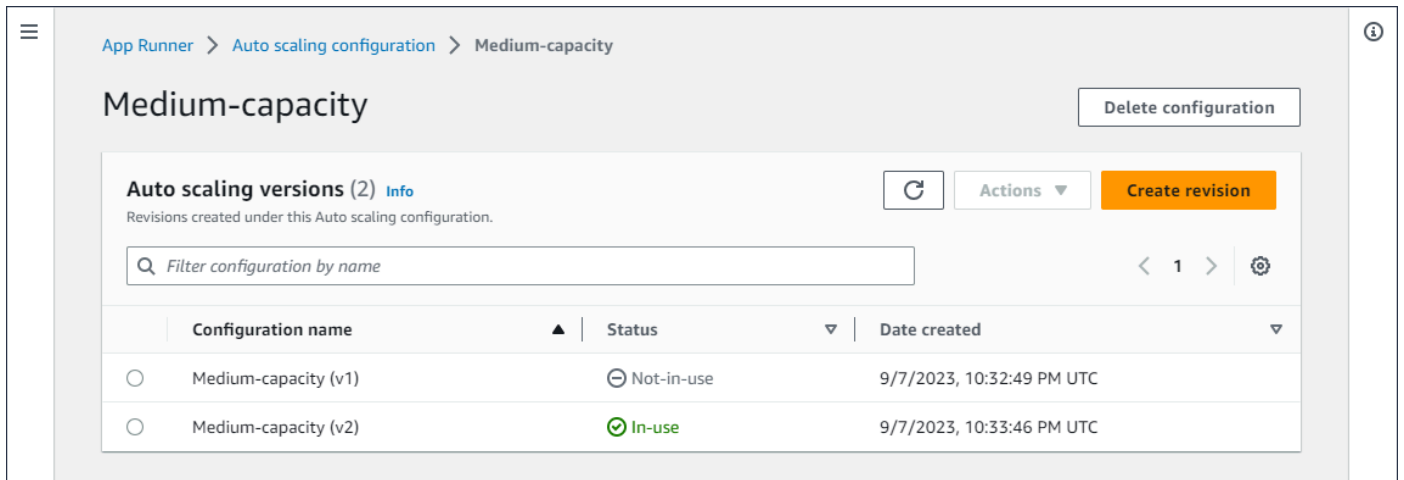 App Runner > Auto scaling configuration > Medium-capacity
Medium-capacity
Delete configuration
Auto scaling versions (2) Info
Actions
Create revision
Revisions created under this Auto scaling configuration.
Filter configuration by name
1
Configuration name Status Date created
Medium-capacity (v1) Not-in-use 9/7/2023, 10:32:49 PM UTC
Medium-capacity (v2) In-use 9/7/2023, 10:33:46 PM UTC